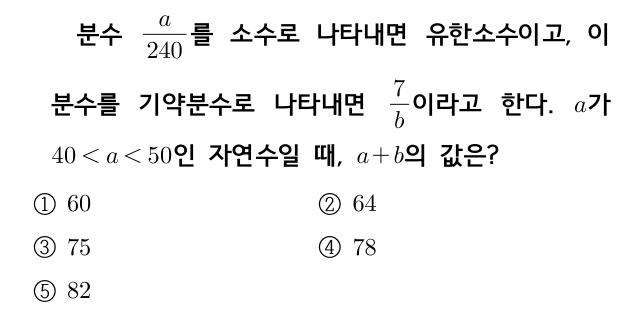 분수 $\frac{a}{240}$를 소수로 나타내면 유한소수이고, 이
분수를 기약분수로 나타내면 $\frac{7}{b}$이라고 한다. $a$가
$40<a<50$인 자연수일 때, $a+b$의 값은?
① 60 ② 64
③ 75 ④ 78
⑤ 82